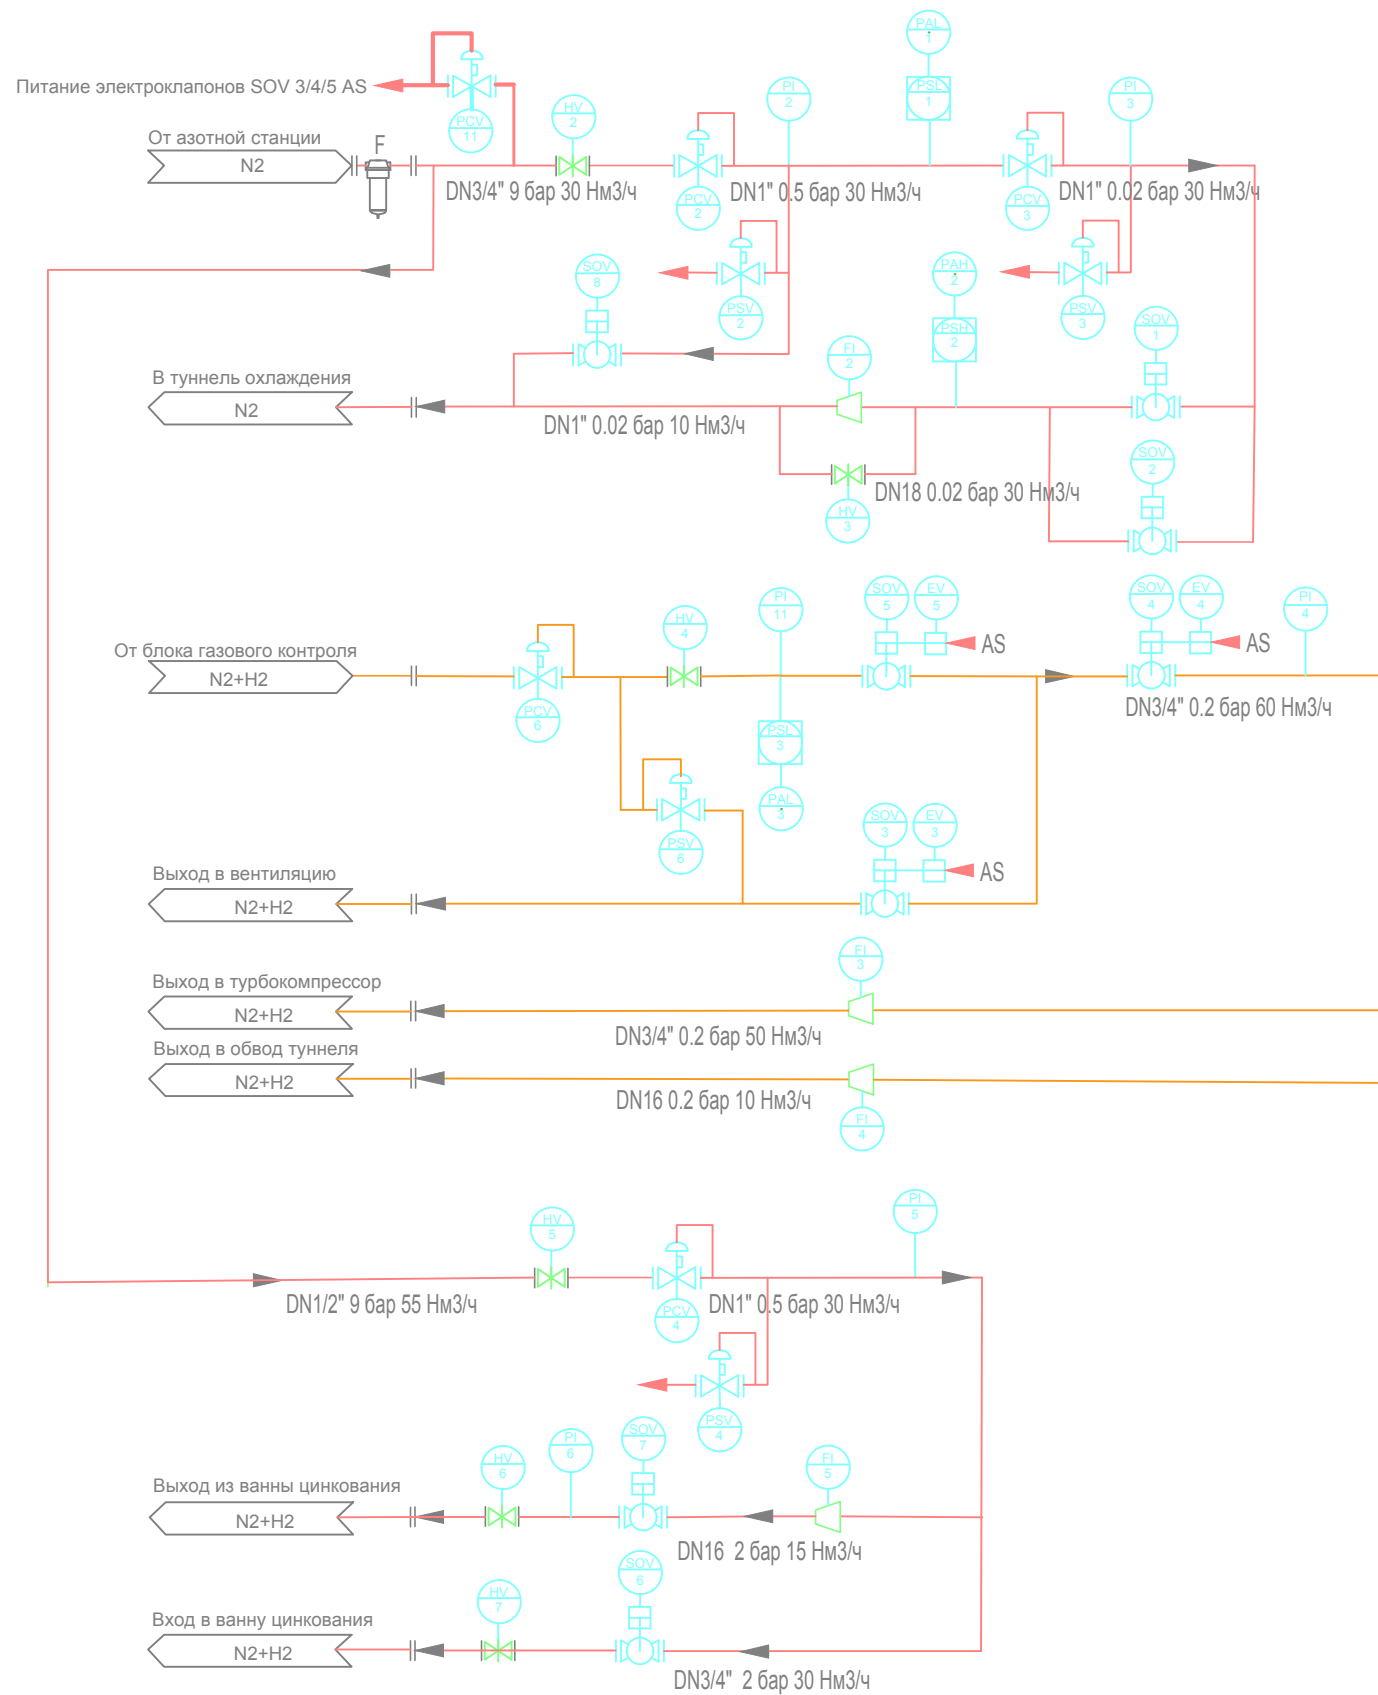 PAL
1
Питание электроклапонов SOV 3/4/5 AS
PCV
11
HV
2
PI
2
PSL
1
PI
3
От азотной станции
F
N2
DN3/4" 9 бар 30 Нм3/ч
PCV
2
DN1" 0.5 бар 30 Нм3/ч
PCV
3
DN1" 0.02 бар 30 Нм3/ч
SOV
8
PSV
2
PAH
2
PSV
3
PSH
2
SOV
1
FI
2
В туннель охлаждения
N2
DN1" 0.02 бар 10 Нм3/ч
SOV
2
DN18 0.02 бар 30 Нм3/ч
HV
3
SOV
5
EV
5
SOV
4
EV
4
PI
11
PI
4
HV
4
AS
AS
От блока газового контроля
N2+H2
PCV
6
DN3/4" 0.2 бар 60 Нм3/ч
PSL
3
PAL
3
PSV
6
SOV
3
EV
3
AS
Выход в вентиляцию
N2+H2
FI
3
Выход в турбокомпрессор
N2+H2
DN3/4" 0.2 бар 50 Нм3/ч
Выход в обвод туннеля
N2+H2
DN16 0.2 бар 10 Нм3/ч
FI
4
PI
5
HV
5
DN1/2" 9 бар 55 Нм3/ч
PCV
4
DN1" 0.5 бар 30 Нм3/ч
PSV
4
SOV
7
PI
6
HV
6
FI
5
Выход из ванны цинкования
N2+H2
DN16 2 бар 15 Нм3/ч
SOV
6
HV
7
Вход в ванну цинкования
N2+H2
DN3/4" 2 бар 30 Нм3/ч